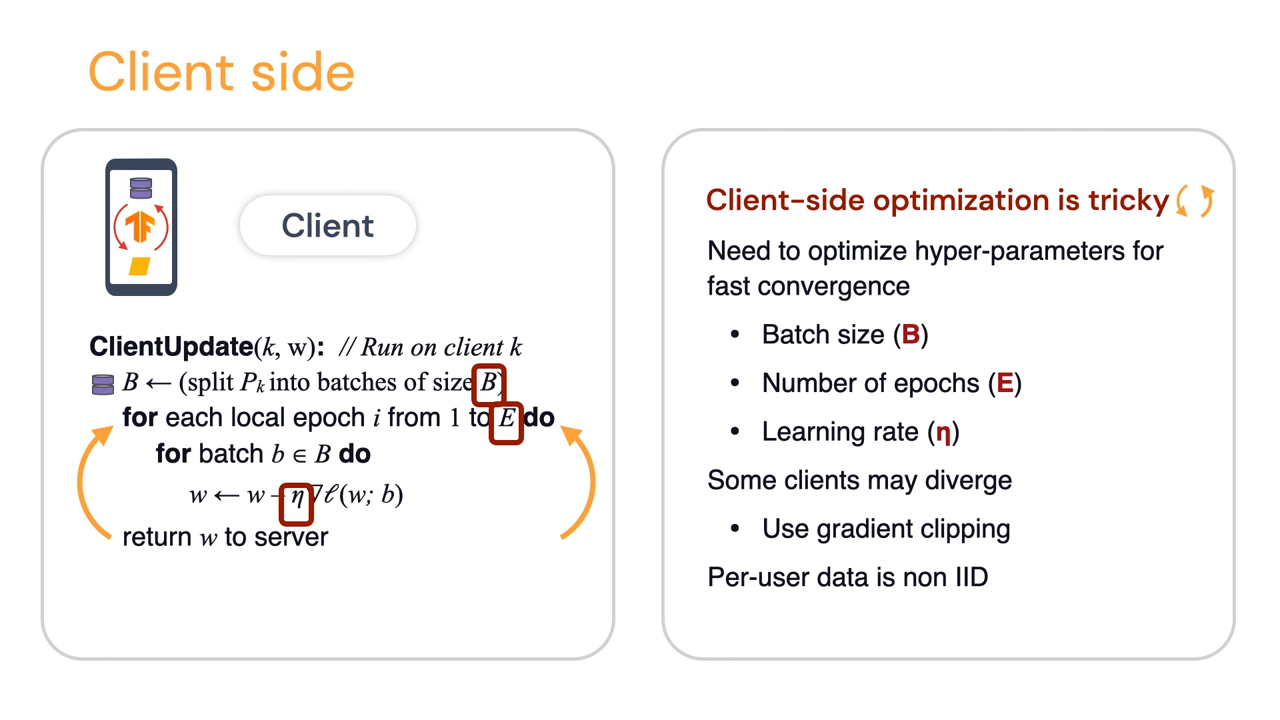 Client side
Client
ClientUpdate(k, w): // Run on client k
B ← (split Pₖ into batches of size B)
for each local epoch i from 1 to E do
for batch b ∈ B do
w ← w – η∇ℓ(w; b)
return w to server
Client-side optimization is tricky
Need to optimize hyper-parameters for
fast convergence
• Batch size (B)
• Number of epochs (E)
• Learning rate (η)
Some clients may diverge
• Use gradient clipping
Per-user data is non IID